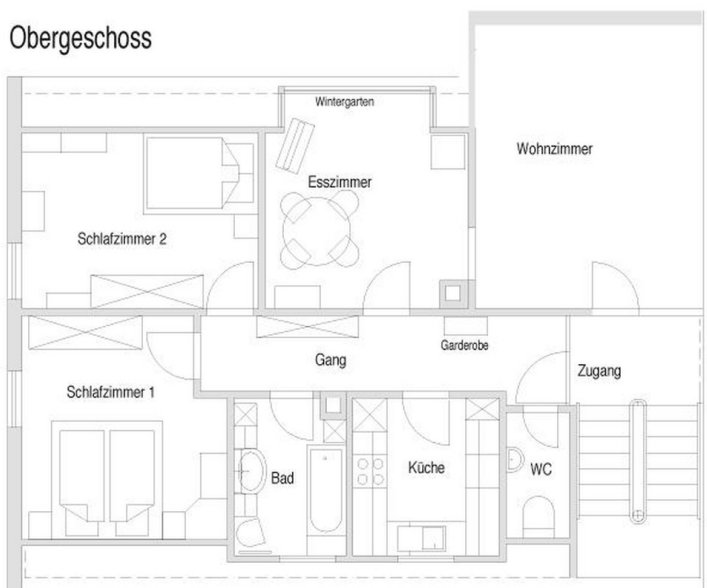 Obergeschoss
Wintergarten
Wohnzimmer
Esszimmer
Schlafzimmer 2
Garderobe
Gang
Zugang
Schlafzimmer 1
Küche
WC
Bad